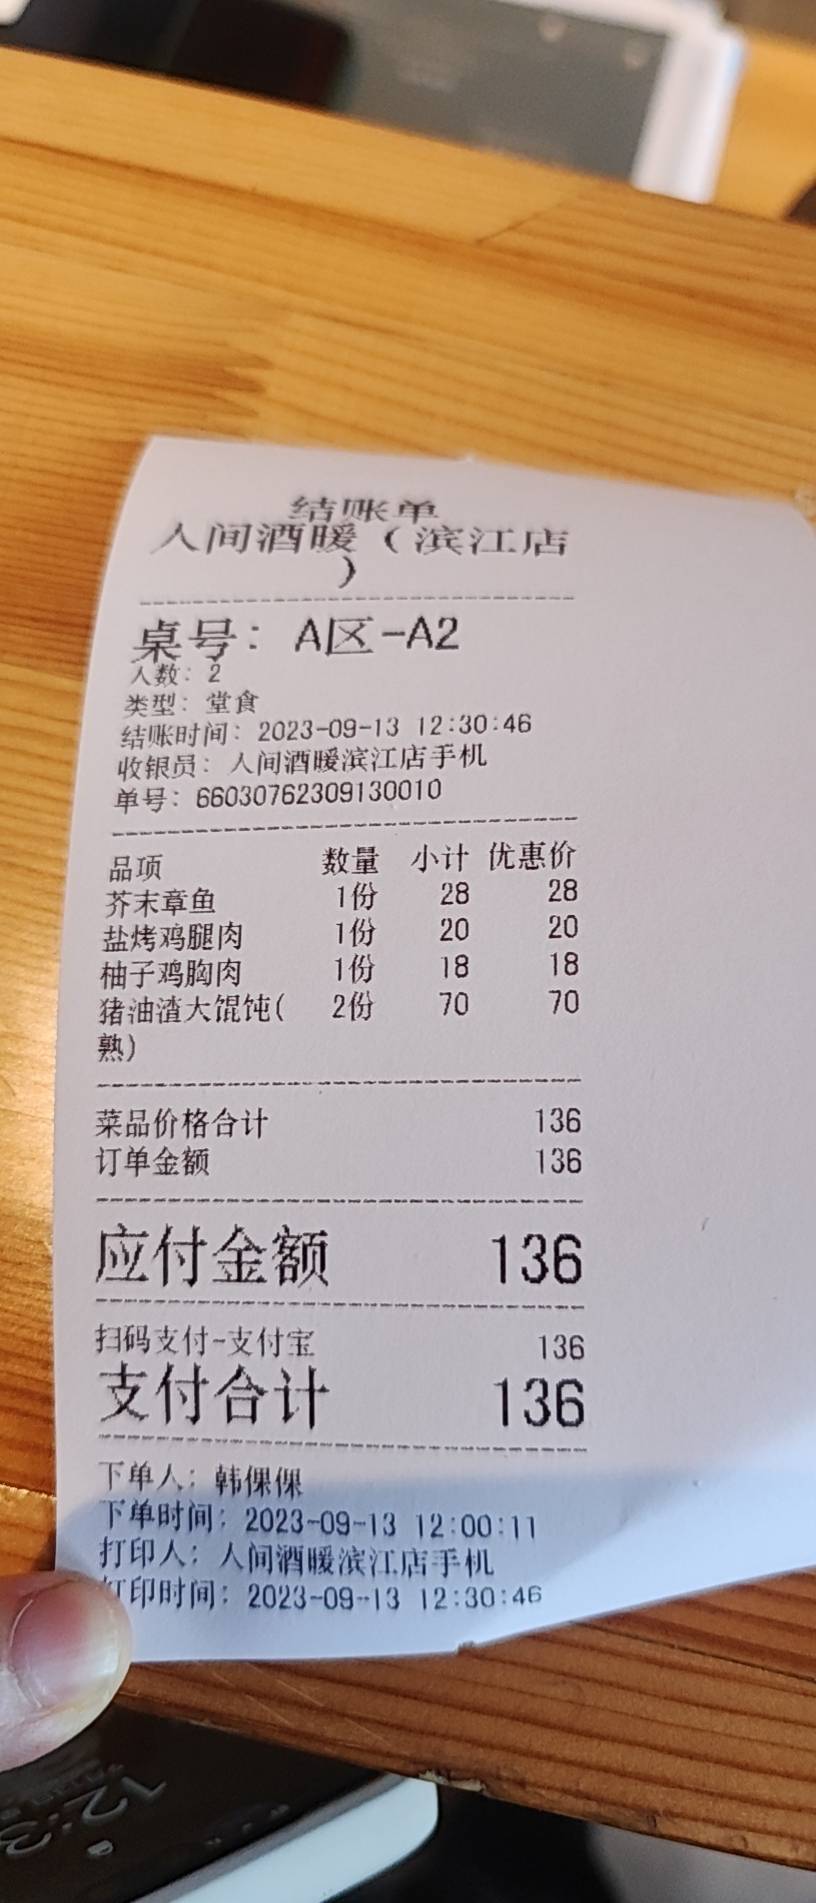 结账单
人间酒暖（滨江店
）
桌号：A区-A2
人数：2
类型：堂食
结账时间：2023-09-13 12:30:46
收银员：人间酒暖滨江店手机
单号：66030762309130010
品项 数量 小计 优惠价
芥末章鱼 1份 28 28
盐烤鸡腿肉 1份 20 20
柚子鸡胸肉 1份 18 18
猪油渣大馄饨( 2份 70 70
熟)
菜品价格合计 136
订单金额 136
应付金额 136
扫码支付-支付宝 136
支付合计 136
下单人：韩倮倮
下单时间：2023-09-13 12:00:11
打印人：人间酒暖滨江店手机
打印时间：2023-09-13 12:30:46